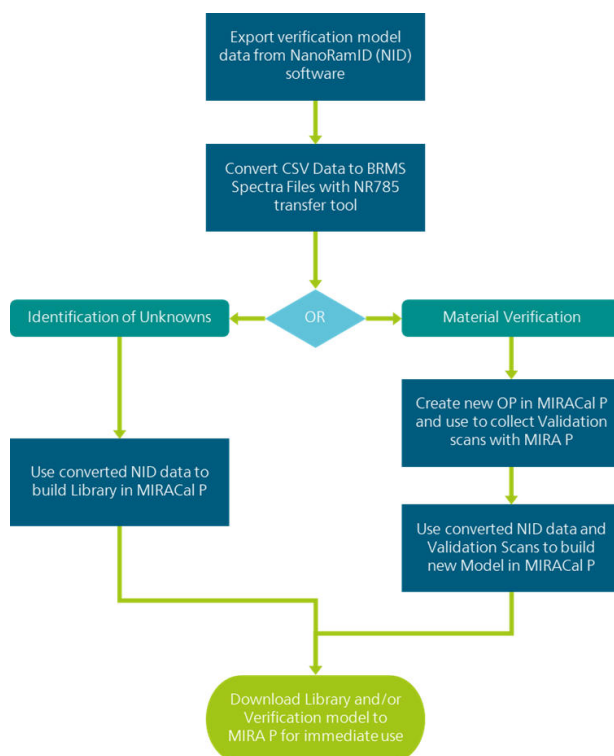 Export verification model
data from NanoRamID (NID)
software
Convert CSV Data to BRMS
Spectra Files with NR785
transfer tool
Identification of Unknowns
OR
Material Verification
Create new OP in MIRACal P
and use to collect Validation
scans with MIRA P
Use converted NID data to
build Library in MIRACal P
Use converted NID data and
Validation Scans to build
new Model in MIRACal P
Download Library and/or
Verification model to
MIRA P for immediate use